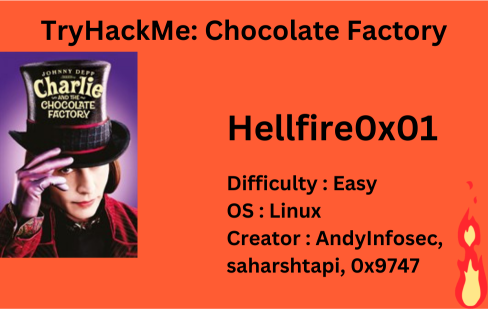 TryHackMe: Chocolate Factory
JOHNNY DEPP
Charlie
AND THE
CHOCOLATE
FACTORY
Hellfire0x01
Difficulty : Easy
OS : Linux
Creator : AndyInfosec,
saharshtapi, 0x9747